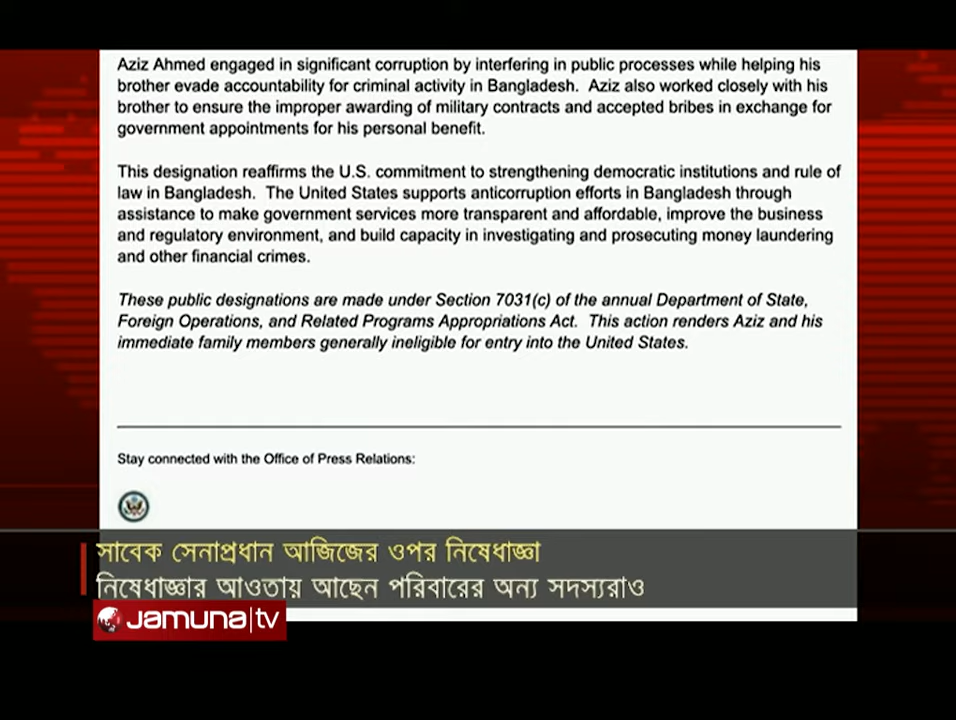 Aziz Ahmed engaged in significant corruption by interfering in public processes while helping his
brother evade accountability for criminal activity in Bangladesh.  Aziz also worked closely with his
brother to ensure the improper awarding of military contracts and accepted bribes in exchange for
government appointments for his personal benefit.
This designation reaffirms the U.S. commitment to strengthening democratic institutions and rule of
law in Bangladesh.  The United States supports anticorruption efforts in Bangladesh through
assistance to make government services more transparent and affordable, improve the business
and regulatory environment, and build capacity in investigating and prosecuting money laundering
and other financial crimes.
These public designations are made under Section 7031(c) of the annual Department of State,
Foreign Operations, and Related Programs Appropriations Act.  This action renders Aziz and his
immediate family members generally ineligible for entry into the United States.
Stay connected with the Office of Press Relations:
সাবেক সেনাপ্রধান আজিজের ওপর নিষেধাজ্ঞা
নিষেধাজ্ঞার আওতায় আছেন পরিবারের অন্য সদস্যরাও
Jamuna|tv